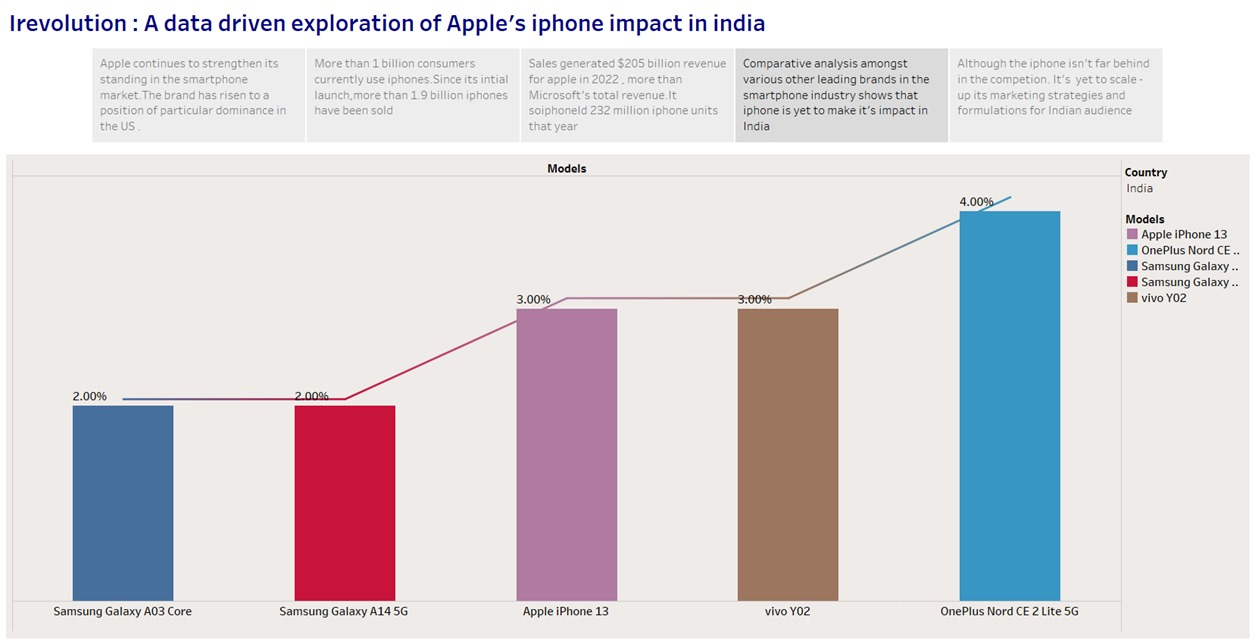 Irevolution : A data driven exploration of Apple's iphone impact in india
Apple continues to strengthen its
standing in the smartphone
market.The brand has risen to a
position of particular dominance in
the US .
More than 1 billion consumers
currently use iphones.Since its intial
launch,more than 1.9 billion iphones
have been sold
Sales generated $205 billion revenue
for apple in 2022 , more than
Microsoft's total revenue.It
soiphoneld 232 million iphone units
that year
Comparative analysis amongst
various other leading brands in the
smartphone industry shows that
iphone is yet to make it's impact in
India
Although the iphone isn't far behind
in the competion. It's  yet to scale -
up its marketing strategies and
formulations for Indian audience
Models
2.00%
2.00%
3.00%
3.00%
4.00%
Samsung Galaxy A03 Core
Samsung Galaxy A14 5G
Apple iPhone 13
vivo Y02
OnePlus Nord CE 2 Lite 5G
Country
India
Models
Apple iPhone 13
OnePlus Nord CE ..
Samsung Galaxy ..
Samsung Galaxy ..
vivo Y02